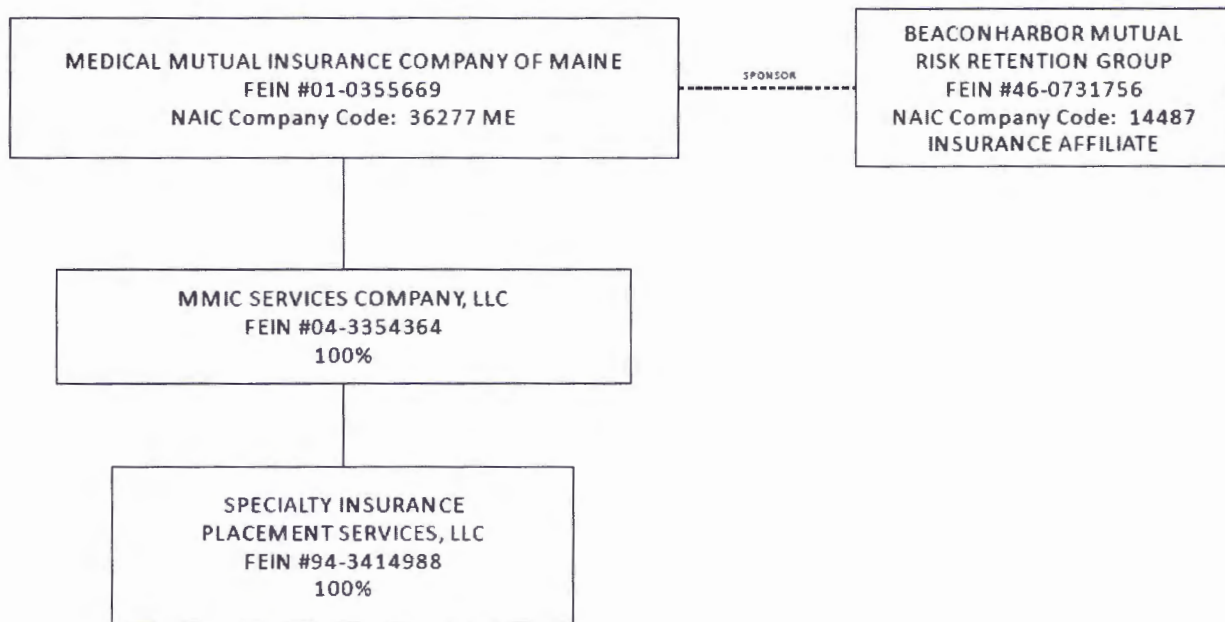 MEDICAL MUTUAL INSURANCE COMPANY OF MAINE
FEIN #01-0355669
NAIC Company Code: 36277 ME
SPONSOR
BEACON HARBOR MUTUAL
RISK RETENTION GROUP
FEIN #46-0731756
NAIC Company Code: 14487
INSURANCE AFFILIATE
MMIC SERVICES COMPANY, LLC
FEIN #04-3354364
100%
SPECIALTY INSURANCE
PLACEMENT SERVICES, LLC
FEIN #94-3414988
100%